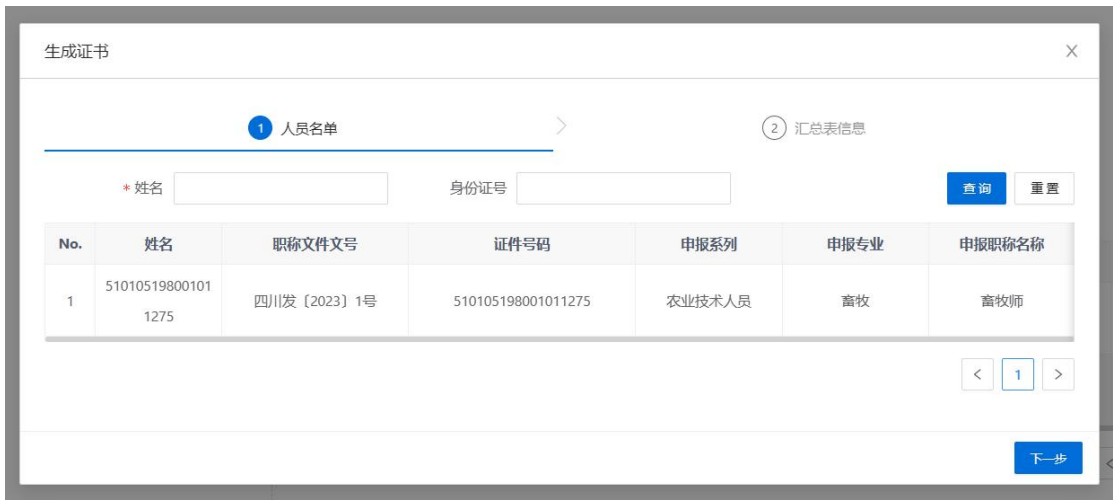 生成证书
1 人员名单 2 汇总表信息
* 姓名 身份证号 查询 重置
No. 姓名 职称文件文号 证件号码 申报系列 申报专业 申报职称名称
1 51010519800101 四川发〔2023〕1号 510105198001011275 农业技术人员 畜牧 畜牧师
1275
< 1 >
下一步